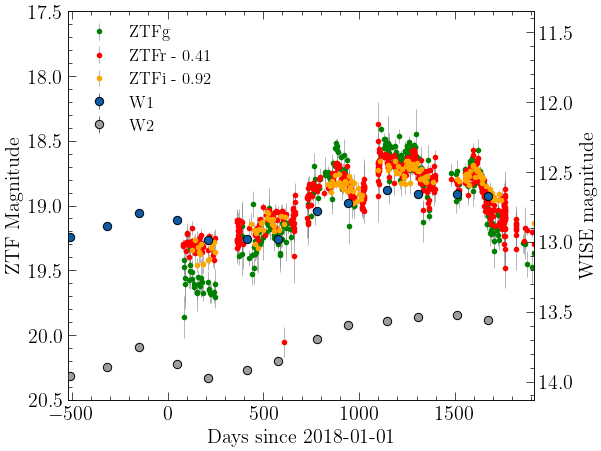 17.5
18.0
18.5
19.0
19.5
20.0
20.5
ZTF Magnitude
ZTFg
ZTFr - 0.41
ZTFi - 0.92
W1
W2
11.5
12.0
12.5
13.0
13.5
14.0
WISE magnitude
−500 0 500 1000 1500
Days since 2018-01-01